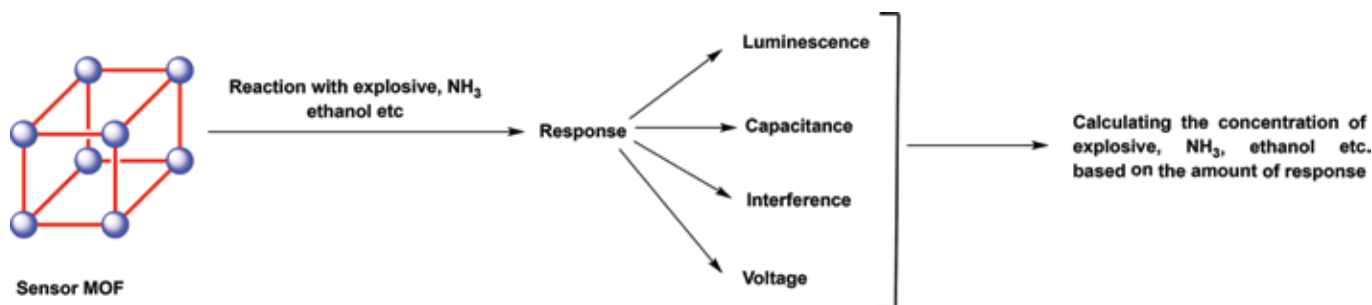 Sensor MOF
Reaction with explosive, NH₃
ethanol etc
Response
Luminescence
Capacitance
Interference
Voltage
Calculating the concentration of
explosive, NH₃, ethanol etc.
based on the amount of response